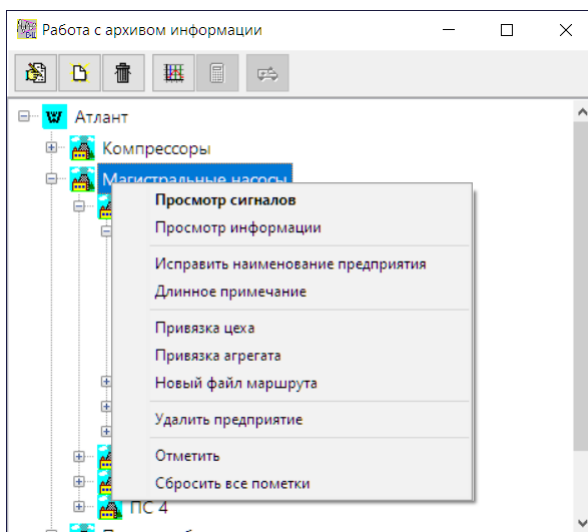 Работа с архивом информации
Атлант
Компрессоры
Магистральные насосы
Просмотр сигналов
Просмотр информации
Исправить наименование предприятия
Длинное примечание
Привязка цеха
Привязка агрегата
Новый файл маршрута
Удалить предприятие
Отметить
Сбросить все пометки
ПС 4